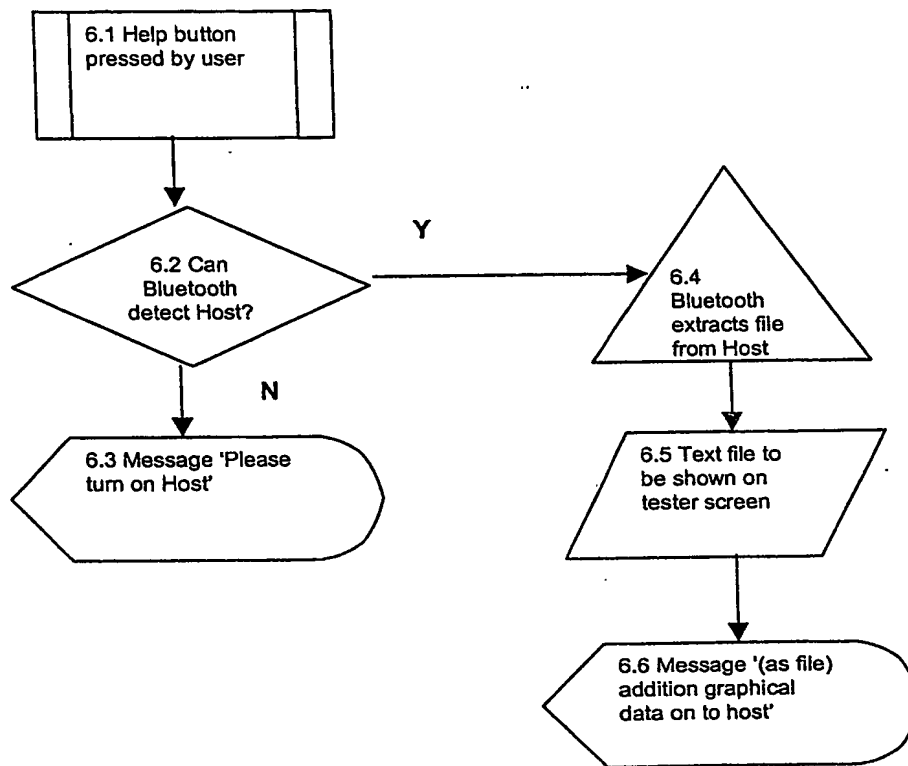 6.1 Help button
pressed by user
Y
6.2 Can
Bluetooth
detect Host?
N
6.3 Message 'Please
turn on Host'
6.4
Bluetooth
extracts file
from Host
6.5 Text file to
be shown on
tester screen
6.6 Message '(as file)
addition graphical
data on to host'